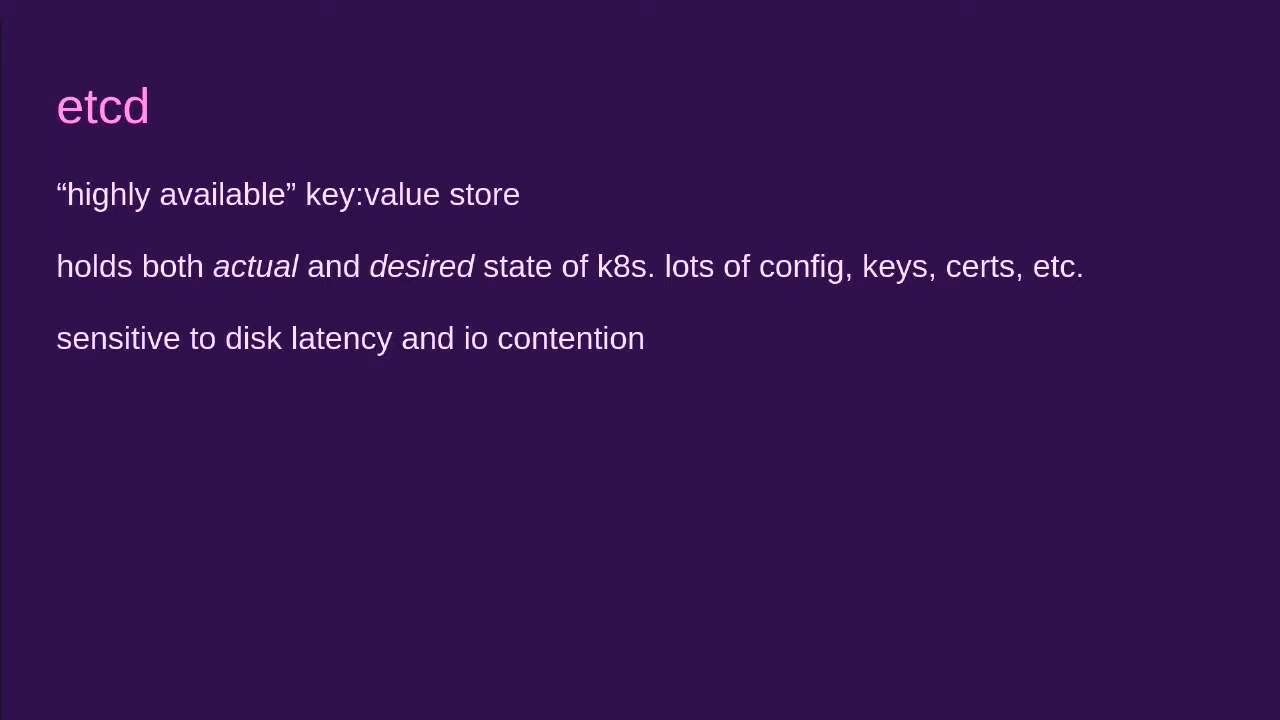 etcd
“highly available” key:value store
holds both actual and desired state of k8s. lots of config, keys, certs, etc.
sensitive to disk latency and io contention